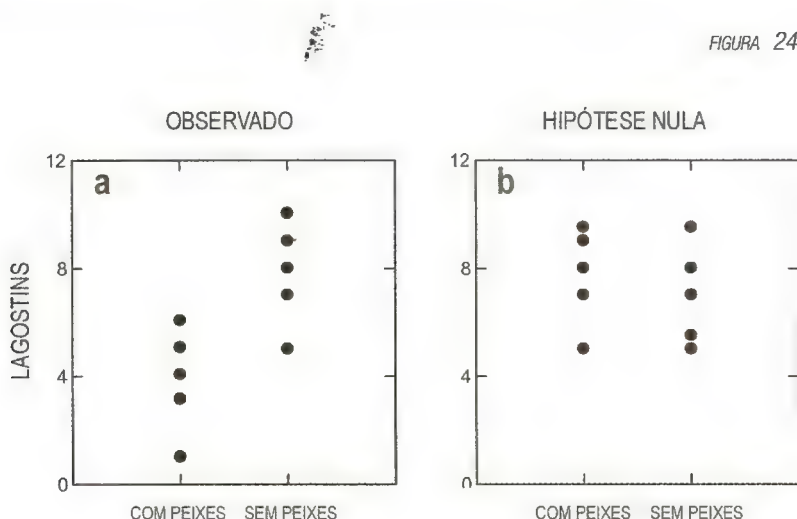 FIGURA 24
OBSERVADO
HIPÓTESE NULA
12
a
8
4
0
LAGOSTINS
COM PEIXES SEM PEIXES
12
b
8
4
0
COM PEIXES SEM PEIXES